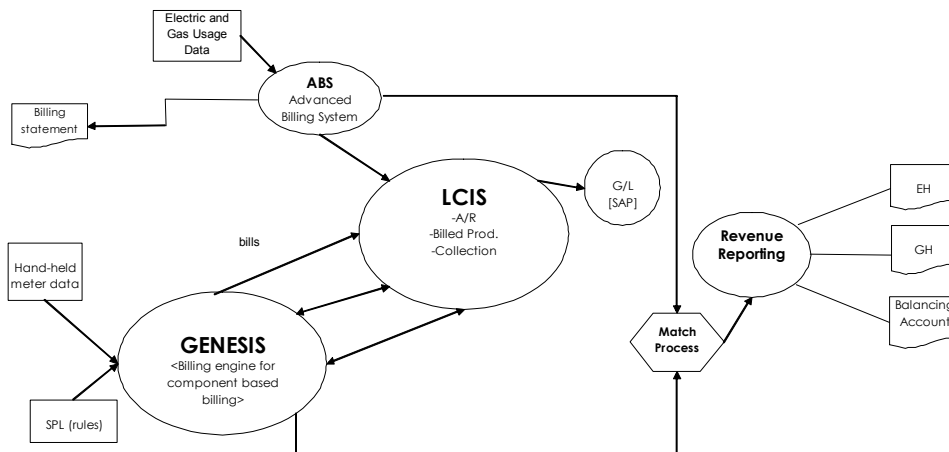 Electric and
Gas Usage
Data
ABS
Advanced
Billing System
Billing
statement
LCIS
-A/R
-Billed Prod.
-Collection
G/L
[SAP]
EH
Revenue
Reporting
GH
bills
Hand-held
meter data
Balancing
Account
Match
Process
GENESIS
<Billing engine for
component based
billing>
SPL (rules)